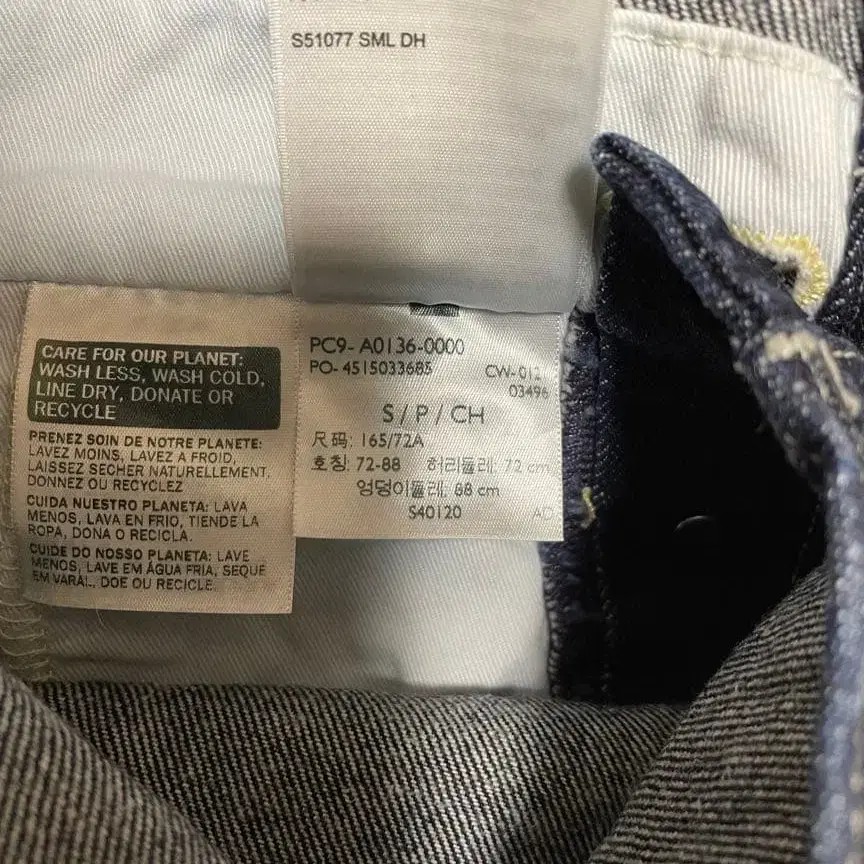 S51077 SML DH
CARE FOR OUR PLANET:
WASH LESS, WASH COLD,
LINE DRY, DONATE OR
RECYCLE
PRENEZ SOIN DE NOTRE PLANETE:
LAVEZ MOINS, LAVEZ A FROID,
LAISSEZ SECHER NATURELLEMENT,
DONNEZ OU RECYCLEZ
CUIDA NUESTRO PLANETA: LAVA
MENOS, LAVA EN FRIO, TIENDE LA
ROPA, DONA O RECICLA.
CUIDE DO NOSSO PLANETA: LAVE
MENOS, LAVE EM ÁGUA FRIA, SEQUE
EM VARAL, DOE OU RECICLE.
PC9- A0136-0000
PO- 4515033685 CW-012
03496
S / P / CH
尺码: 165/72A
호칭: 72-88 허리둘레: 72 cm
엉덩이둘레: 88 cm
S40120 AC